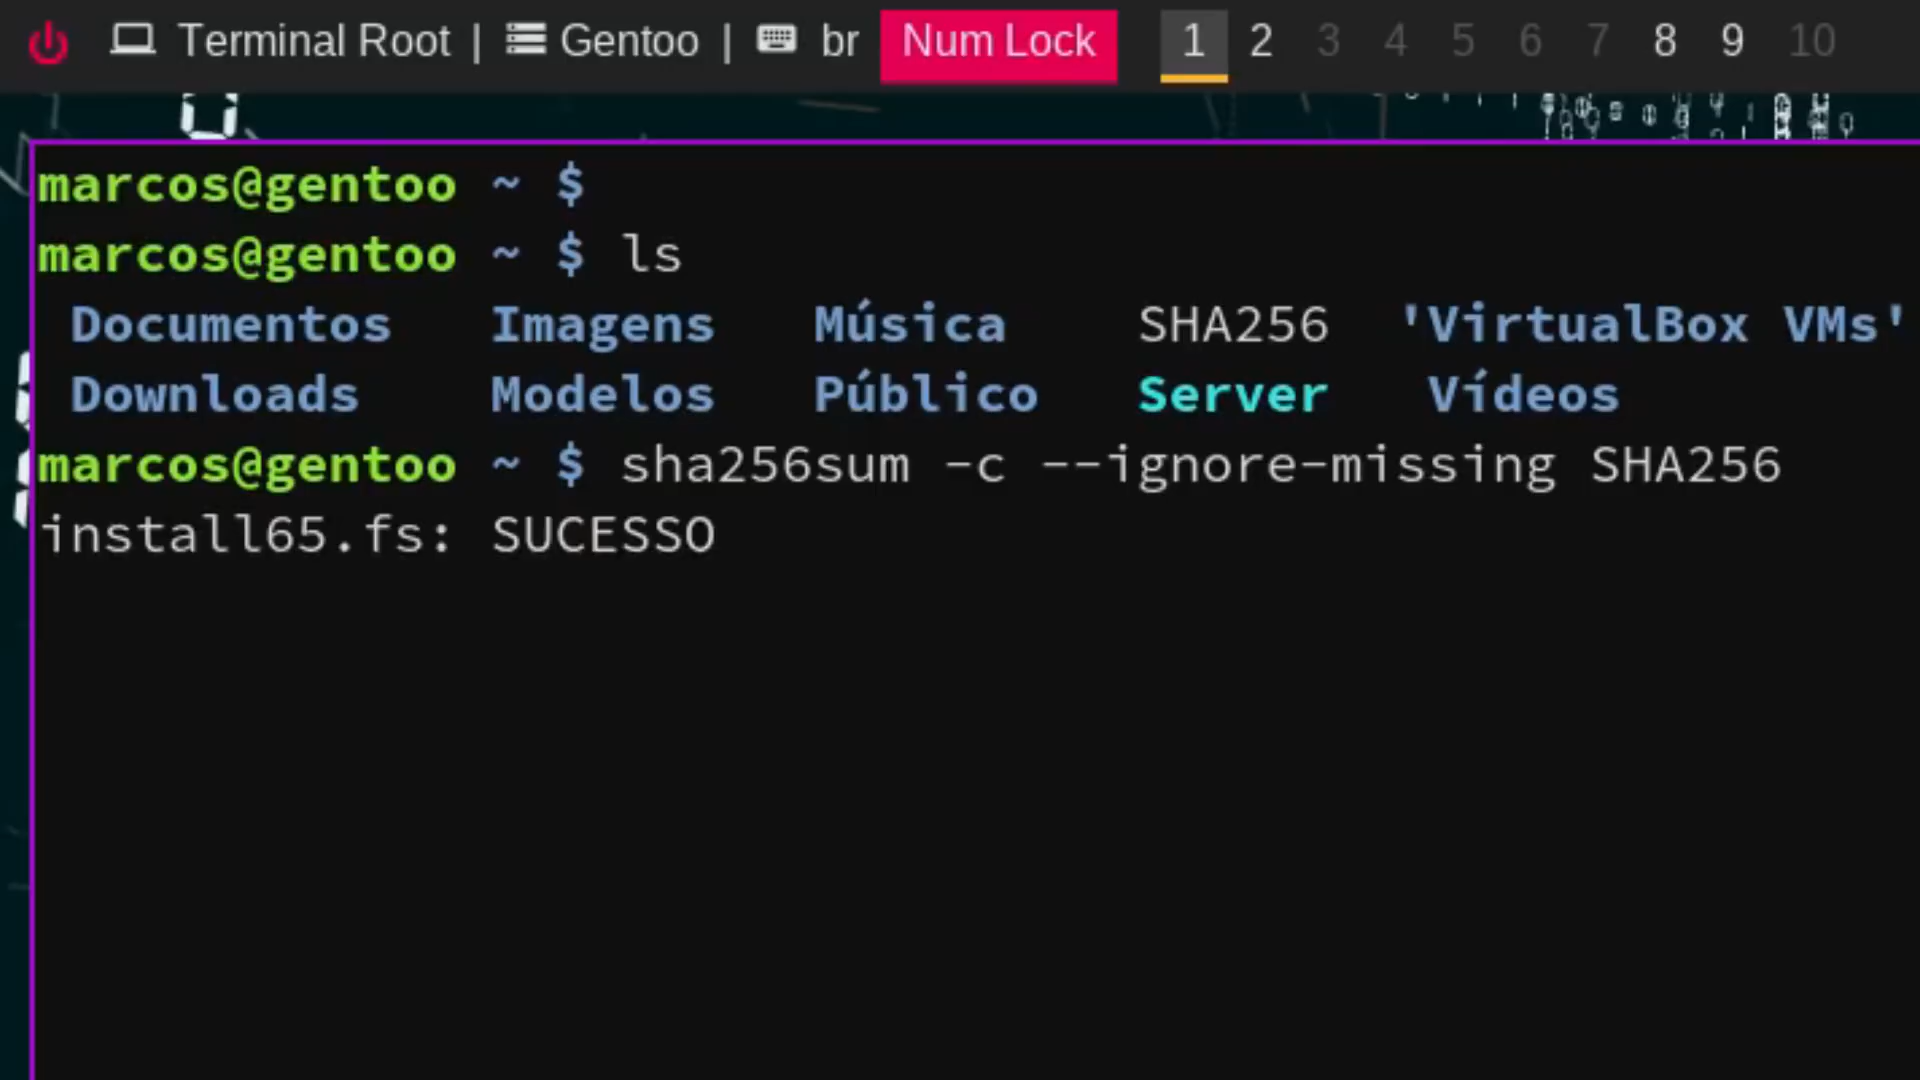 Terminal Root | Gentoo | br Num Lock 1 2 3 4 5 6 7 8 9 10
marcos@gentoo ~ $
marcos@gentoo ~ $ ls
Documentos Imagens Música SHA256 'VirtualBox VMs'
Downloads Modelos Público Server Vídeos
marcos@gentoo ~ $ sha256sum -c --ignore-missing SHA256
install65.fs: SUCESSO